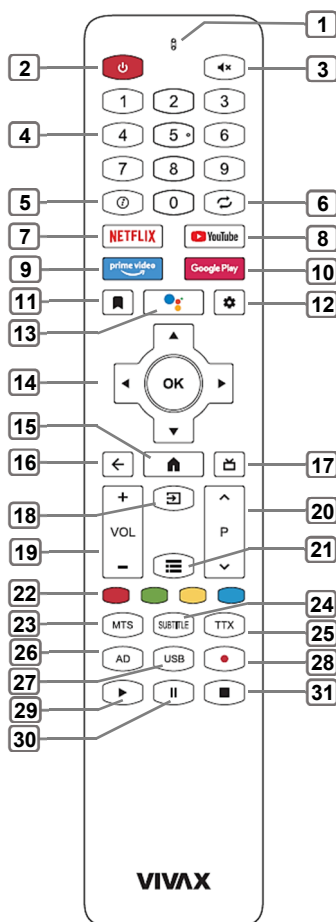 1
2
3
1 2 3
4
4 5 6
7 8 9
5
0
6
7
NETFLIX
YouTube
8
9
prime video
Google Play
10
11
12
13
14
OK
15
16
17
18
+
VOL
-
P
19
20
21
22
23
MTS
SUBTITLE
TTX
24
25
26
AD
USB
27
28
29
30
31
VIVAX